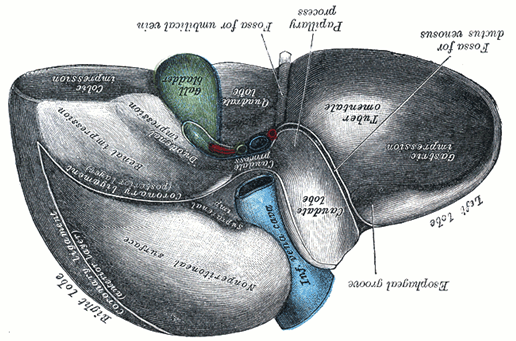 Esophageal groove
Inf. vena cava
Right lobe
CORONARY LIGAMENT
(anterior layer)
Nonperitoneal surface
Left lobe
Caudate
lobe
Suprarenal
imp.
Coronary Ligament
(posterior layer)
Gastric
impression
Caudate
process
Renal impression
Duodenal
impression
Tuber
omentale
Quadrate
lobe
Gall
bladder
Colic
impression
Fossa for
ductus venosus
Papillary
process
Fossa for umbilical vein